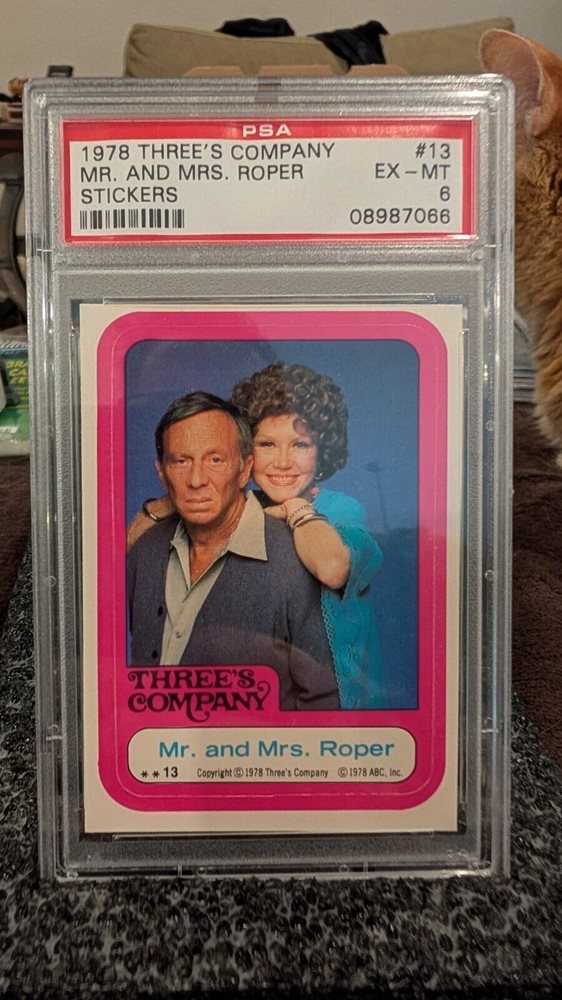 PSA
1978 THREE'S COMPANY #13
MR. AND MRS. ROPER EX-MT
STICKERS 6
08987066
THREE'S
COMPANY
Mr. and Mrs. Roper
**13 Copyright © 1978 Three's Company © 1978 ABC, Inc.